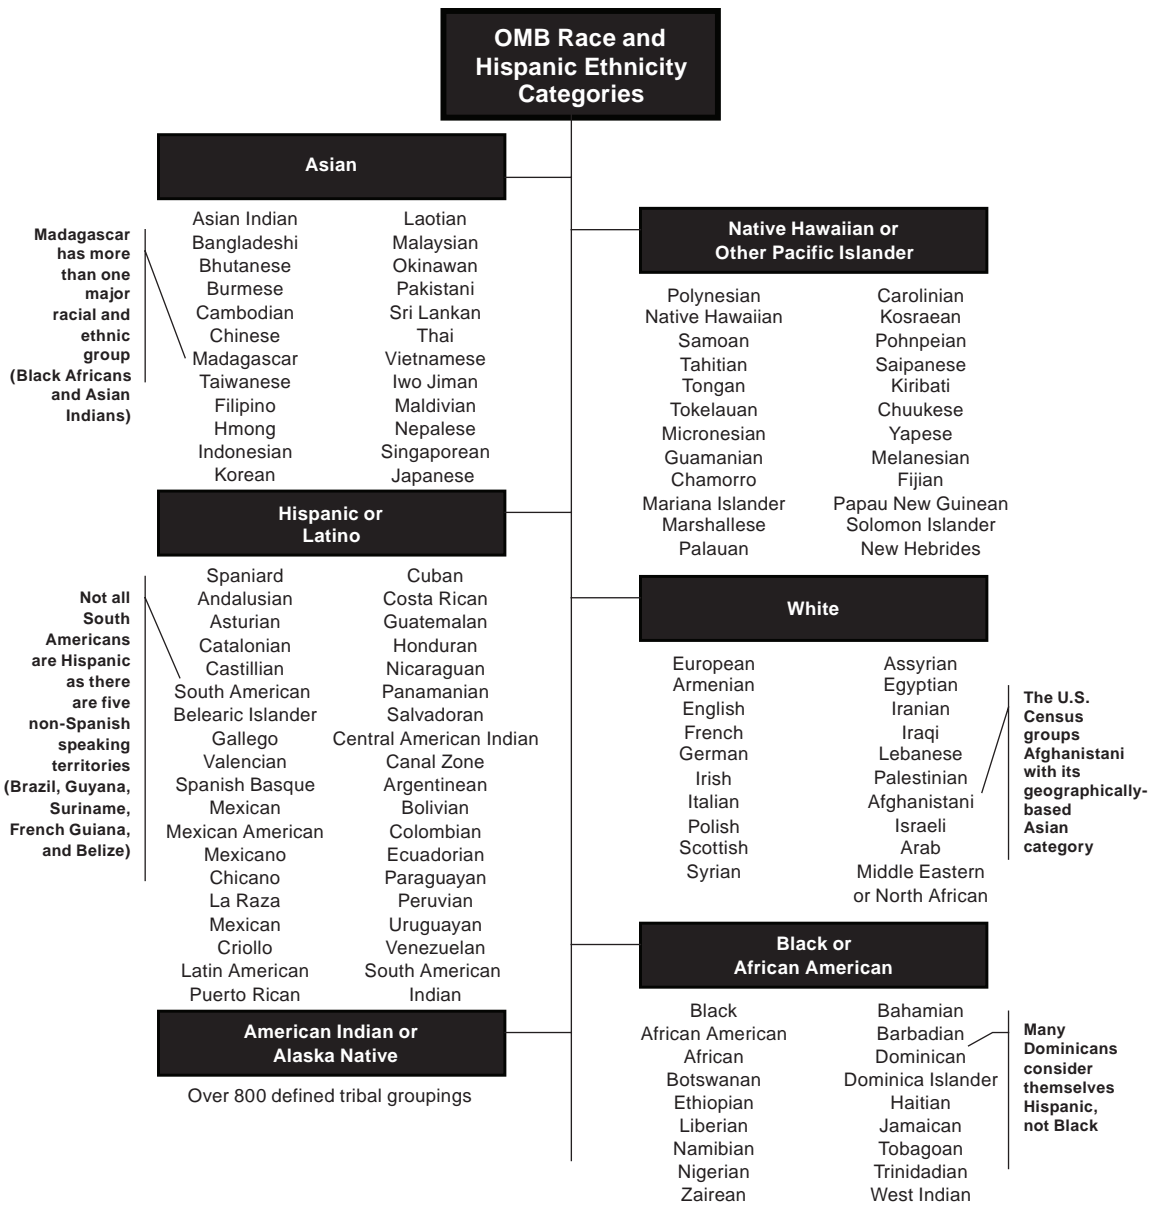 OMB Race and
Hispanic Ethnicity
Categories
Asian
Asian Indian
Bangladeshi
Bhutanese
Burmese
Cambodian
Chinese
Madagascar
Taiwanese
Filipino
Hmong
Indonesian
Korean
Laotian
Malaysian
Okinawan
Pakistani
Sri Lankan
Thai
Vietnamese
Iwo Jiman
Maldivian
Nepalese
Singaporean
Japanese
Madagascar
has more
than one
major
racial and
ethnic
group
(Black Africans
and Asian
Indians)
Hispanic or
Latino
Spaniard
Andalusian
Asturian
Catalonian
Castillian
South American
Belearic Islander
Gallego
Valencian
Spanish Basque
Mexican
Mexican American
Mexicano
Chicano
La Raza
Mexican
Criollo
Latin American
Puerto Rican
Cuban
Costa Rican
Guatemalan
Honduran
Nicaraguan
Panamanian
Salvadoran
Central American Indian
Canal Zone
Argentinean
Bolivian
Colombian
Ecuadorian
Paraguayan
Peruvian
Uruguayan
Venezuelan
South American
Indian
Not all
South
Americans
are Hispanic
as there
are five
non-Spanish
speaking
territories
(Brazil, Guyana,
Suriname,
French Guiana,
and Belize)
American Indian or
Alaska Native
Over 800 defined tribal groupings
Native Hawaiian or
Other Pacific Islander
Polynesian
Native Hawaiian
Samoan
Tahitian
Tongan
Tokelauan
Micronesian
Guamanian
Chamorro
Mariana Islander
Marshallese
Palauan
Carolinian
Kosraean
Pohnpeian
Saipanese
Kiribati
Chuukese
Yapese
Melanesian
Fijian
Papau New Guinean
Solomon Islander
New Hebrides
White
European
Armenian
English
French
German
Irish
Italian
Polish
Scottish
Syrian
Assyrian
Egyptian
Iranian
Iraqi
Lebanese
Palestinian
Afghanistani
Israeli
Arab
Middle Eastern
or North African
The U.S.
Census
groups
Afghanistani
with its
geographically-
based
Asian
category
Black or
African American
Black
African American
African
Botswanan
Ethiopian
Liberian
Namibian
Nigerian
Zairean
Bahamian
Barbadian
Dominican
Dominica Islander
Haitian
Jamaican
Tobagoan
Trinidadian
West Indian
Many
Dominicans
consider
themselves
Hispanic,
not Black